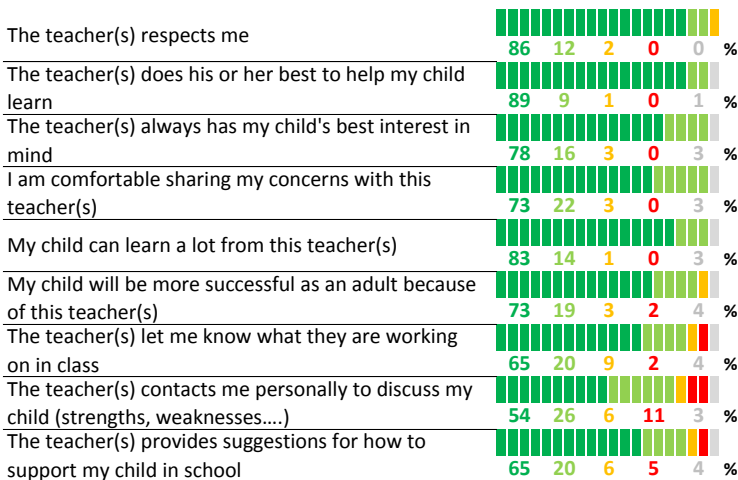 The teacher(s) respects me
86 12 2 0 0 %
The teacher(s) does his or her best to help my child
learn
89 9 1 0 1 %
The teacher(s) always has my child's best interest in
mind
78 16 3 0 3 %
I am comfortable sharing my concerns with this
teacher(s)
73 22 3 0 3 %
My child can learn a lot from this teacher(s)
83 14 1 0 3 %
My child will be more successful as an adult because
of this teacher(s)
73 19 3 2 4 %
The teacher(s) let me know what they are working
on in class
65 20 9 2 4 %
The teacher(s) contacts me personally to discuss my
child (strengths, weaknesses....)
54 26 6 11 3 %
The teacher(s) provides suggestions for how to
support my child in school
65 20 6 5 4 %